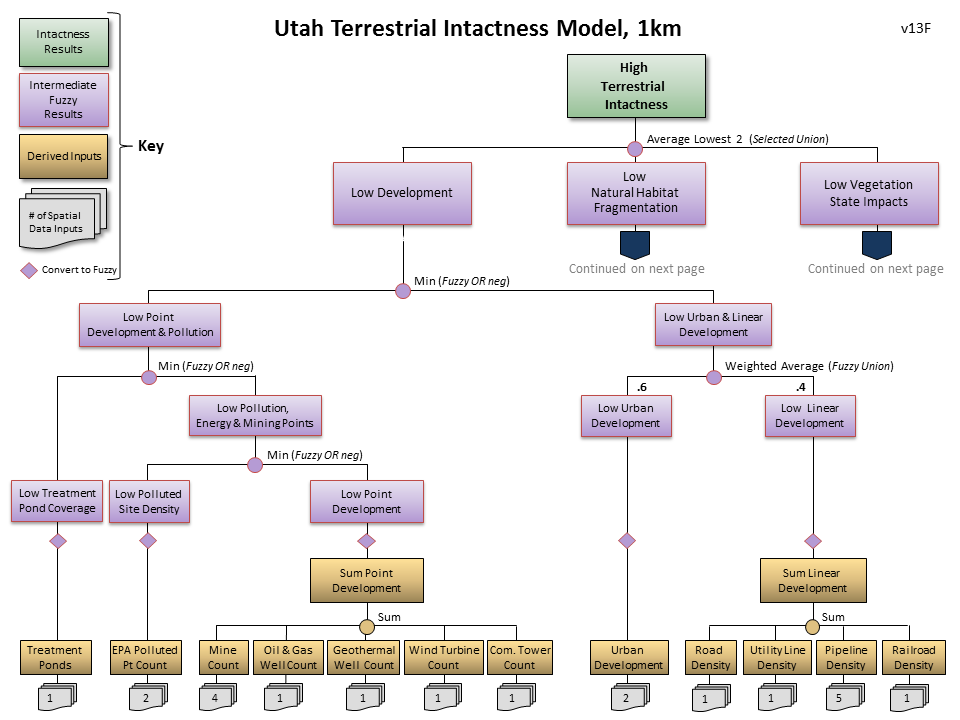 Utah Terrestrial Intactness Model, 1km
v13F
Intactness
Results
Intermediate
Fuzzy
Results
Derived Inputs
# of Spatial
Data Inputs
Convert to Fuzzy
Key
High
Terrestrial
Intactness
Average Lowest 2 (Selected Union)
Low Development
Low
Natural Habitat
Fragmentation
Low Vegetation
State Impacts
Continued on next page
Continued on next page
Min (Fuzzy OR neg)
Low Point
Development & Pollution
Low Urban & Linear
Development
Min (Fuzzy OR neg)
Weighted Average (Fuzzy Union)
.6
.4
Low Pollution,
Energy & Mining Points
Low Urban
Development
Low Linear
Development
Min (Fuzzy OR neg)
Low Treatment
Pond Coverage
Low Polluted
Site Density
Low Point
Development
Sum Point
Development
Sum Linear
Development
Sum
Sum
Treatment
Ponds
EPA Polluted
Pt Count
Mine
Count
Oil & Gas
Well Count
Geothermal
Well Count
Wind Turbine
Count
Com. Tower
Count
Urban
Development
Road
Density
Utility Line
Density
Pipeline
Density
Railroad
Density
1
2
4
1
1
1
1
2
1
1
5
1